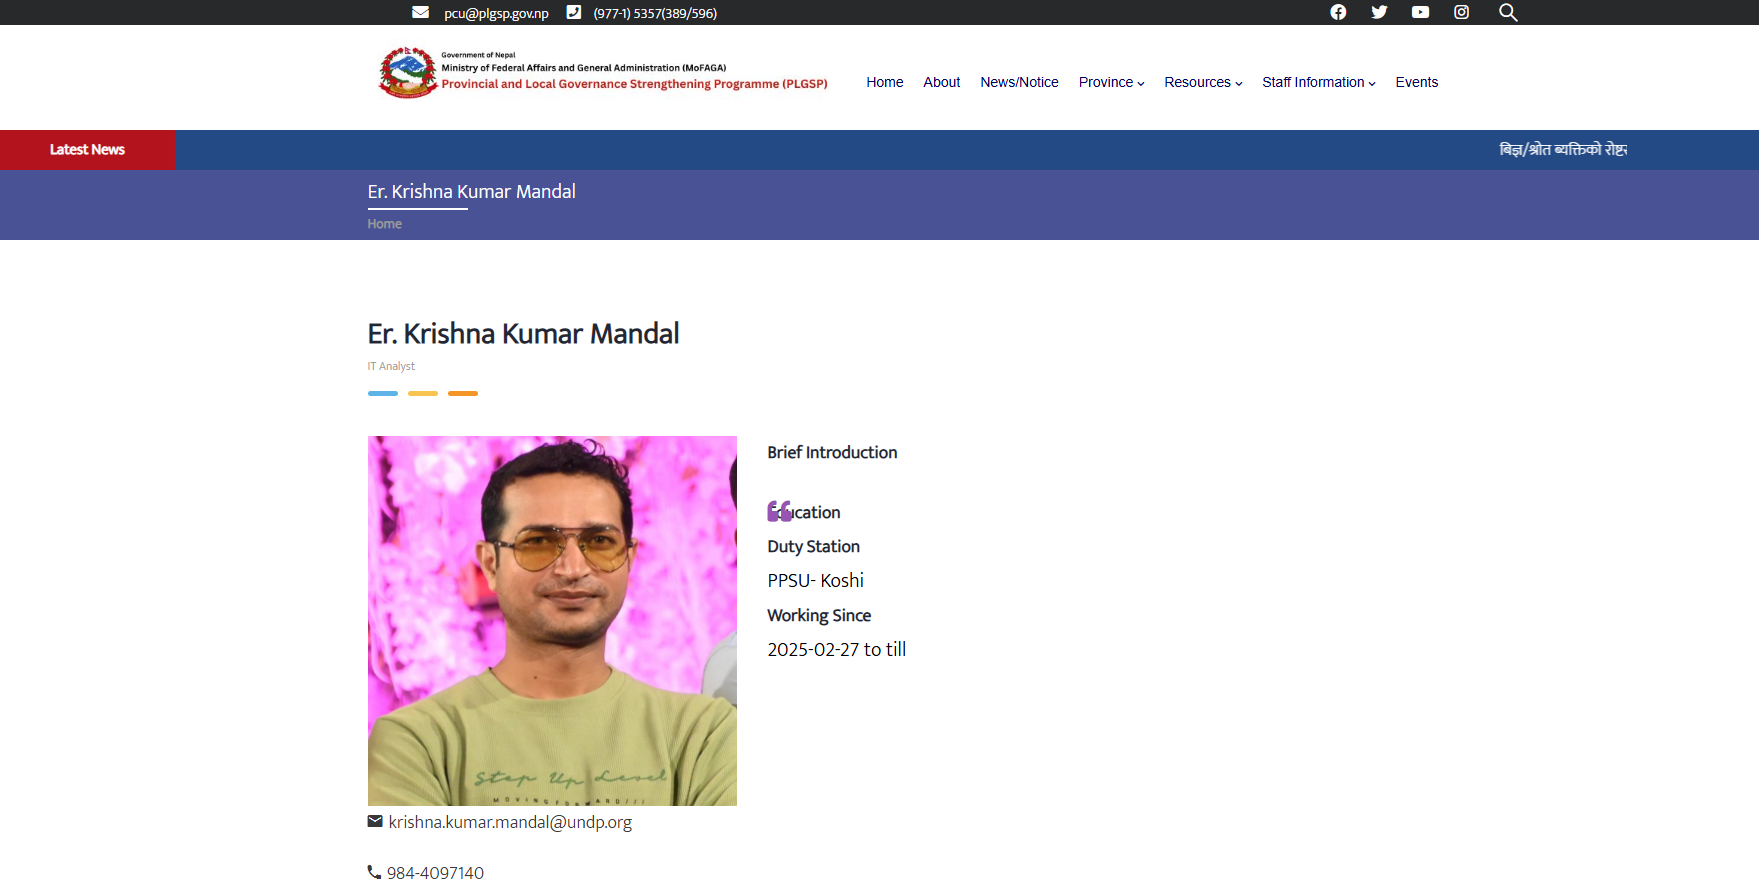 pcu@plgsp.gov.np (977-1) 5357(389/596)
Government of Nepal
Ministry of Federal Affairs and General Administration (MoFAGA)
Provincial and Local Governance Strengthening Programme (PLGSP)
Home About News/Notice Province Resources Staff Information Events
Latest News
बिज्ञ/श्रोत ब्यक्तिको रोष्टर
Er. Krishna Kumar Mandal
Home
Er. Krishna Kumar Mandal
IT Analyst
Brief Introduction
Education
Duty Station
PPSU- Koshi
Working Since
2025-02-27 to till
Step Up Level
MOVING FORWARD///
krishna.kumar.mandal@undp.org
984-4097140